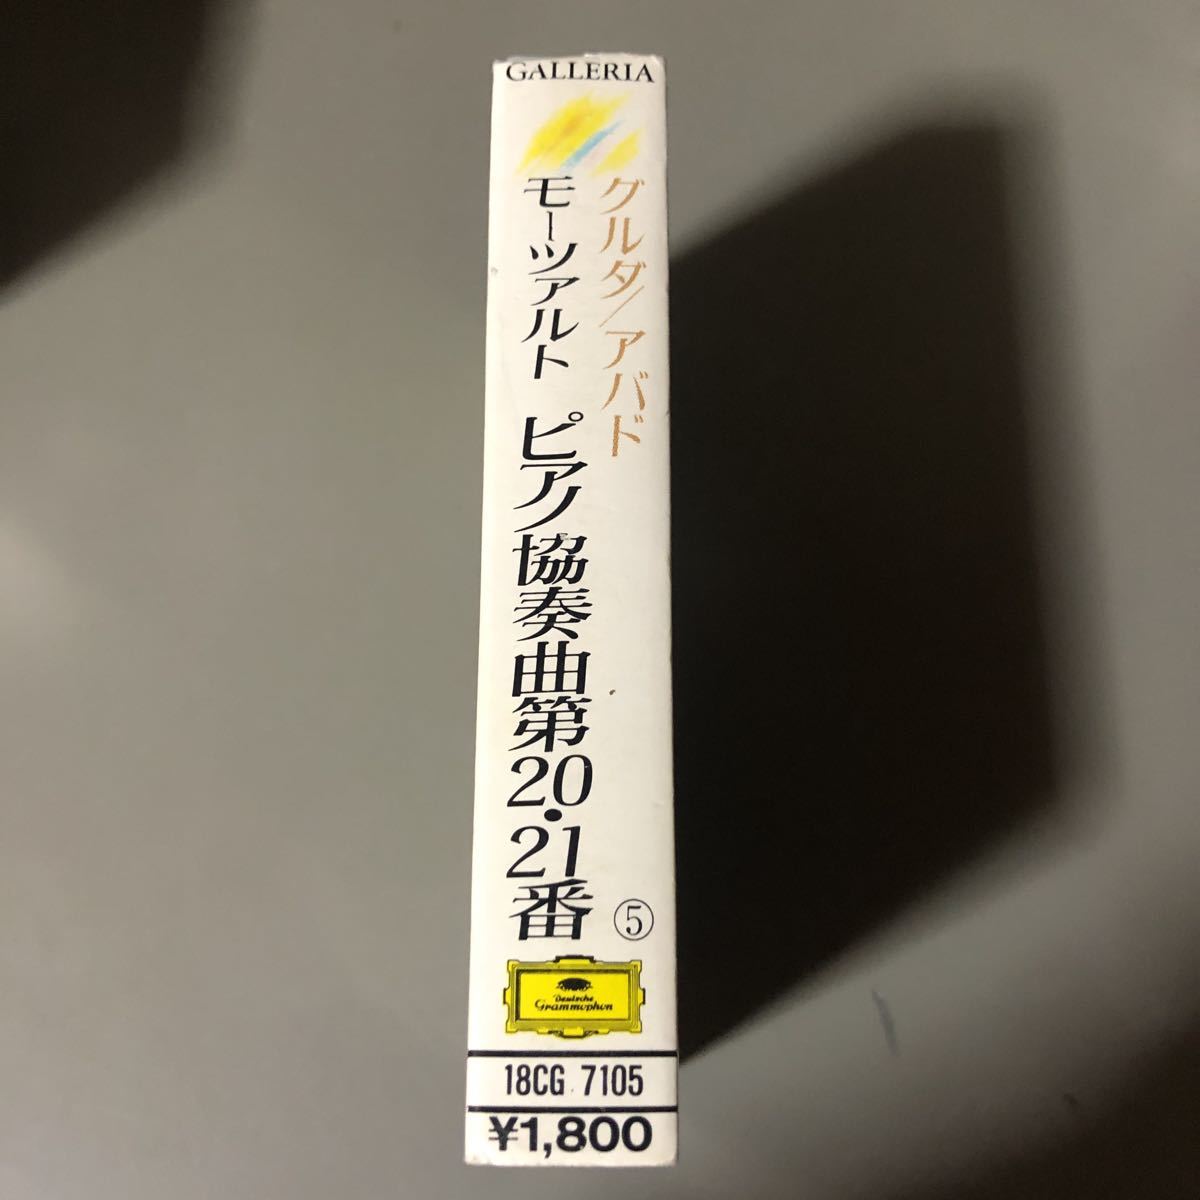 GALLERIA
グルダ/アバド
モーツァルト ピアノ協奏曲第20・21番
⑤
Deutsche
Grammophon
18CG 7105
¥1,800